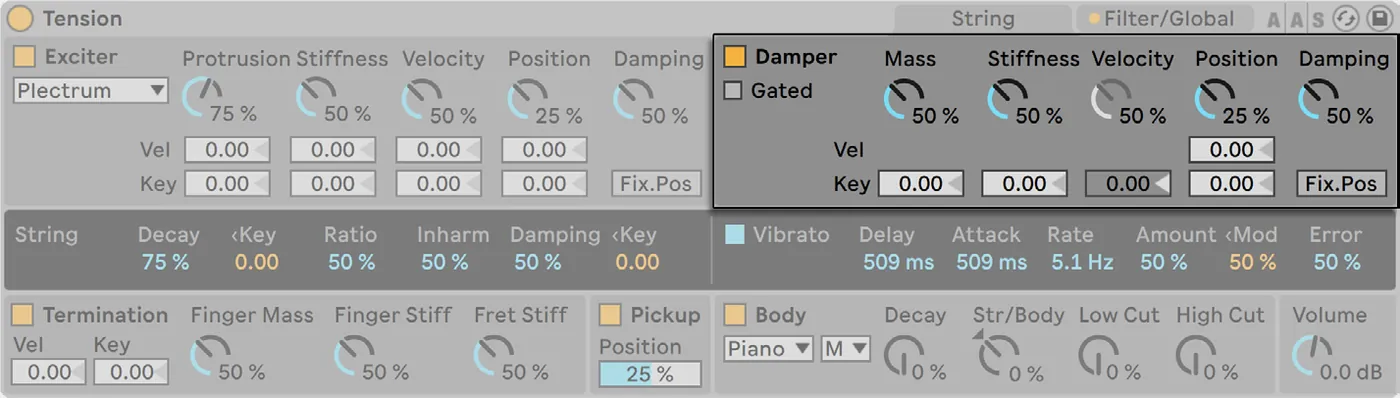 Tension String Filter/Global AAS
Exciter Protrusion Stiffness Velocity Position Damping Damper Mass Stiffness Velocity Position Damping
Plectrum 75 % 50 % 50 % 25 % 50 % Gated 50 % 50 % 50 % 25 % 50 %
Vel 0.00 0.00 0.00 0.00 Vel 0.00
Key 0.00 0.00 0.00 0.00 Fix.Pos Key 0.00 0.00 0.00 0.00 Fix.Pos
String Decay ‹Key Ratio Inharm Damping ‹Key Vibrato Delay Attack Rate Amount ‹Mod Error
75 % 0.00 50 % 50 % 50 % 0.00 509 ms 509 ms 5.1 Hz 50 % 50 % 50 %
Termination Finger Mass Finger Stiff Fret Stiff Pickup Body Decay Str/Body Low Cut High Cut Volume
Vel Key Position Piano M
0.00 0.00 50 % 50 % 50 % 25 % 0 % 0 % 0 % 0 % 0.0 dB